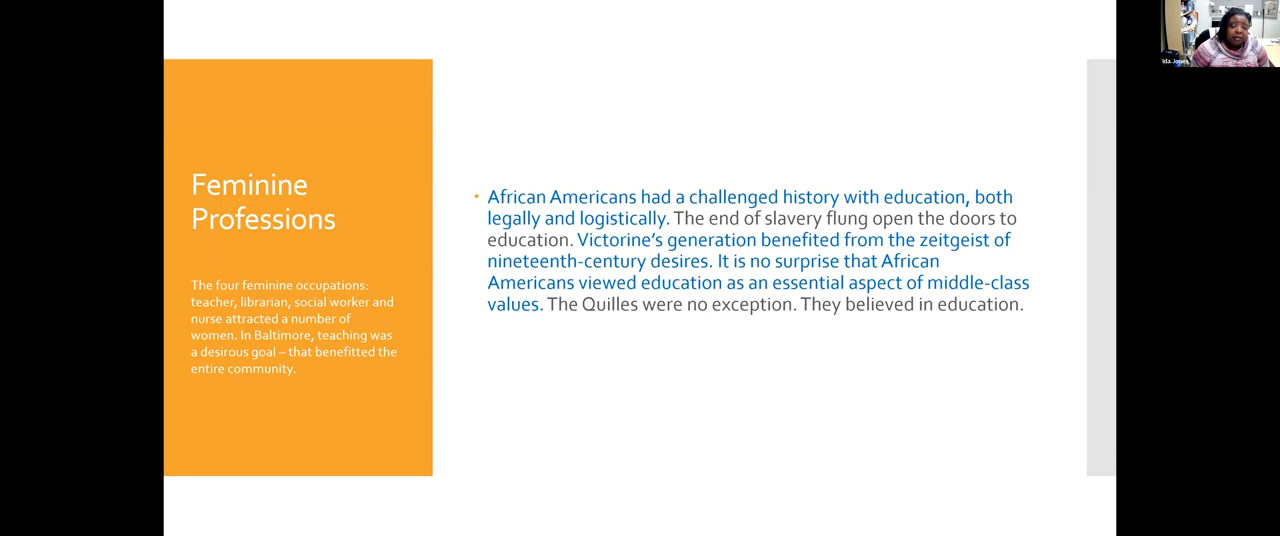 Feminine
Professions
The four feminine occupations:
teacher, librarian, social worker and
nurse attracted a number of
women. In Baltimore, teaching was
a desirous goal – that benefitted the
entire community.
• African Americans had a challenged history with education, both
legally and logistically. The end of slavery flung open the doors to
education. Victorine’s generation benefited from the zeitgeist of
nineteenth-century desires. It is no surprise that African
Americans viewed education as an essential aspect of middle-class
values. The Quilles were no exception. They believed in education.
Ida Jones